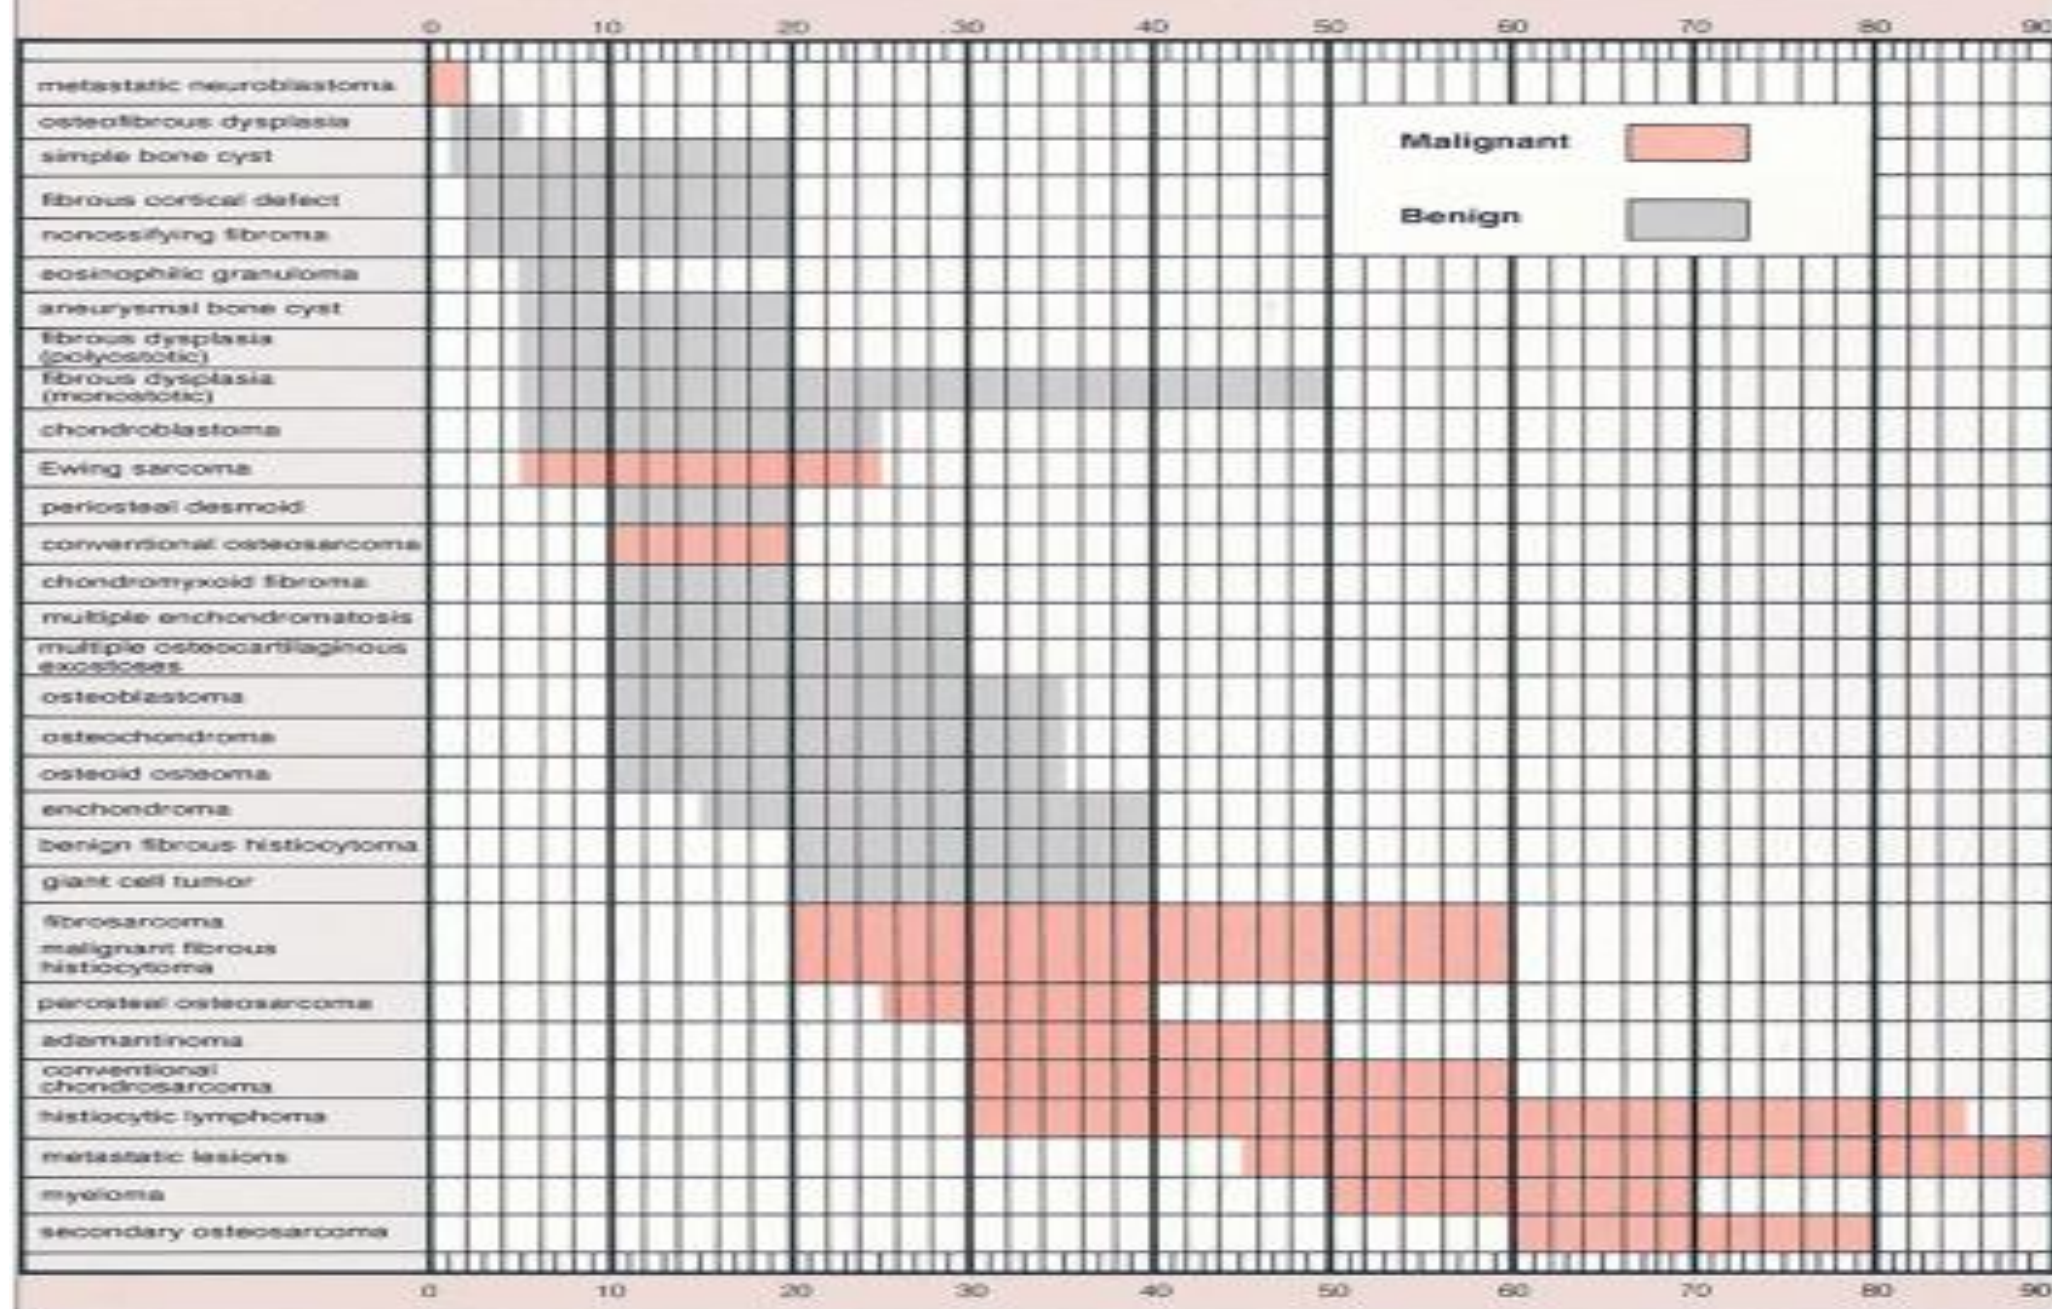 0 10 20 30 40 50 60 70 80 90
metastatic neuroblastoma
osteofibrous dysplasia
simple bone cyst
fibrous cortical defect
nonossifying fibroma
eosinophilic granuloma
aneurysmal bone cyst
fibrous dysplasia
(polyostotic)
fibrous dysplasia
(monostotic)
chondroblastoma
Ewing sarcoma
periosteal desmoid
conventional osteosarcoma
chondromyxoid fibroma
multiple enchondromatosis
multiple osteocartilaginous
exostoses
osteoblastoma
osteochondroma
osteoid osteoma
enchondroma
benign fibrous histiocytoma
giant cell tumor
fibrosarcoma
malignant fibrous
histiocytoma
parosteal osteosarcoma
adamantinoma
conventional
chondrosarcoma
histiocytic lymphoma
metastatic lesions
myeloma
secondary osteosarcoma
Malignant
Benign
0 10 20 30 40 50 60 70 80 90